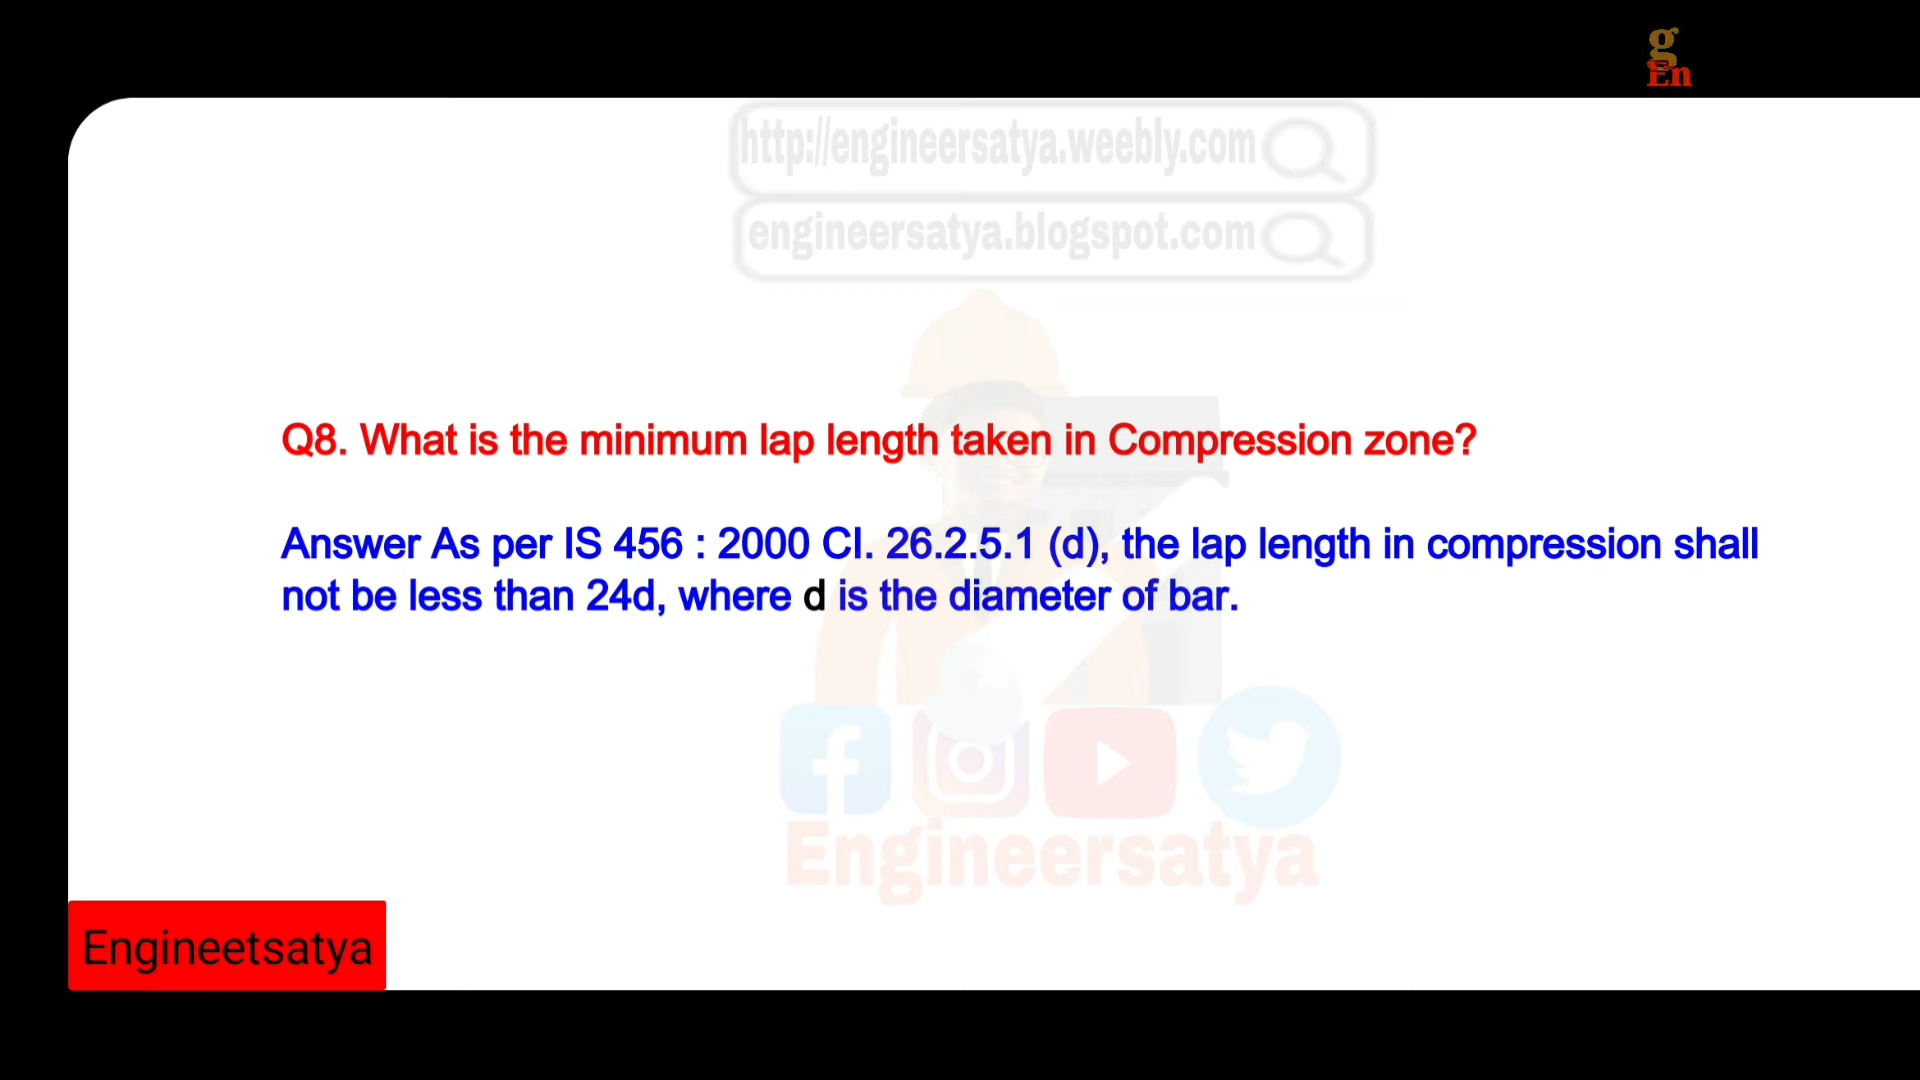 g
En
http://engineersatya.weebly.com
engineersatya.blogspot.com
Q8. What is the minimum lap length taken in Compression zone?
Answer As per IS 456 : 2000 CI. 26.2.5.1 (d), the lap length in compression shall
not be less than 24d, where d is the diameter of bar.
Engineersatya
Engineetsatya